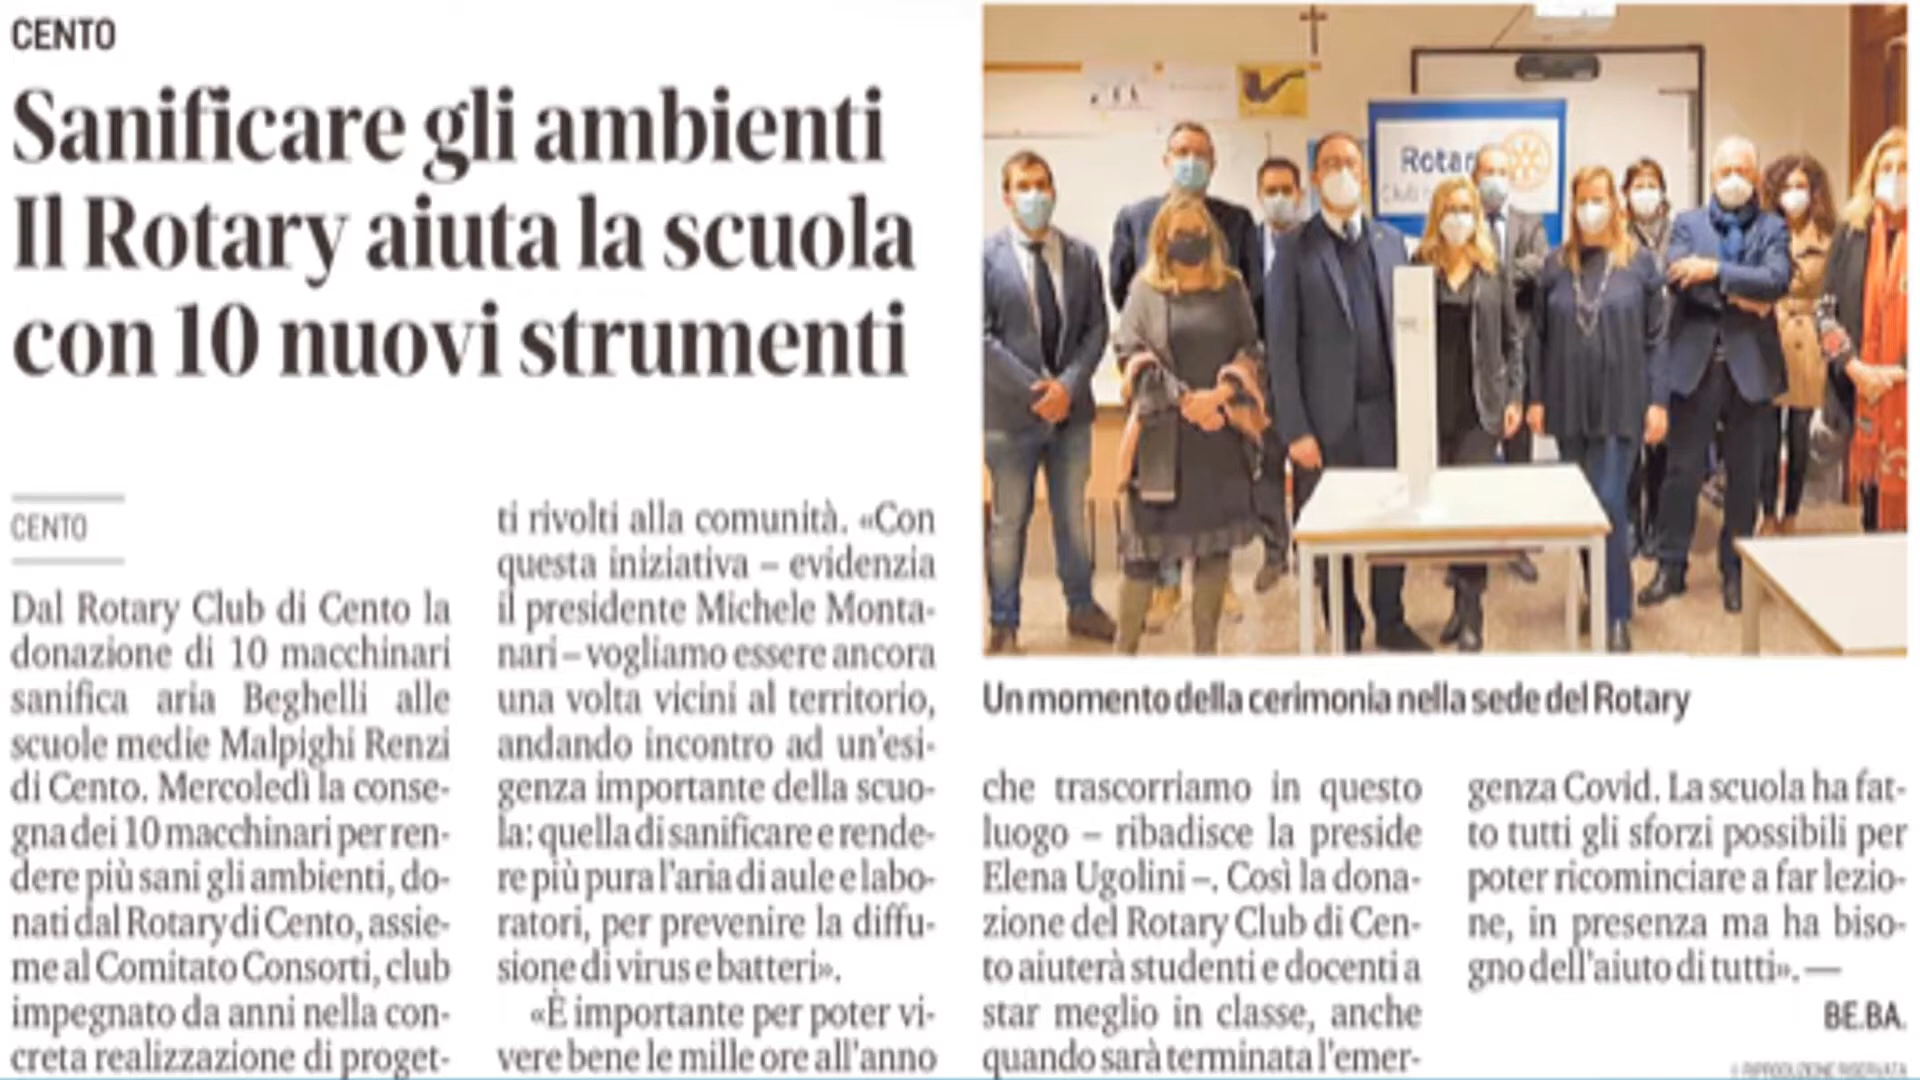 CENTO
Sanificare gli ambienti
Il Rotary aiuta la scuola
con 10 nuovi strumenti
CENTO
Dal Rotary Club di Cento la
donazione di 10 macchinari
sanifica aria Beghelli alle
scuole medie Malpighi Renzi
di Cento. Mercoledì la conse-
gna dei 10 macchinari per ren-
dere più sani gli ambienti, do-
nati dal Rotary di Cento, assie-
me al Comitato Consorti, club
impegnato da anni nella con-
creta realizzazione di proget-
ti rivolti alla comunità. «Con
questa iniziativa – evidenzia
il presidente Michele Monta-
nari – vogliamo essere ancora
una volta vicini al territorio,
andando incontro ad un'esi-
genza importante della scuo-
la: quella di sanificare e rende-
re più pura l'aria di aule e labo-
ratori, per prevenire la diffu-
sione di virus e batteri».
«È importante per poter vi-
vere bene le mille ore all'anno
Rotar
Club
Un momento della cerimonia nella sede del Rotary
che trascorriamo in questo
luogo – ribadisce la preside
Elena Ugolini –. Così la dona-
zione del Rotary Club di Cen-
to aiuterà studenti e docenti a
star meglio in classe, anche
quando sarà terminata l'emer-
genza Covid. La scuola ha fat-
to tutti gli sforzi possibili per
poter ricominciare a far lezio-
ne, in presenza ma ha biso-
gno dell'aiuto di tutti». —
BE.BA.
RIPRODUZIONE RISERVATA